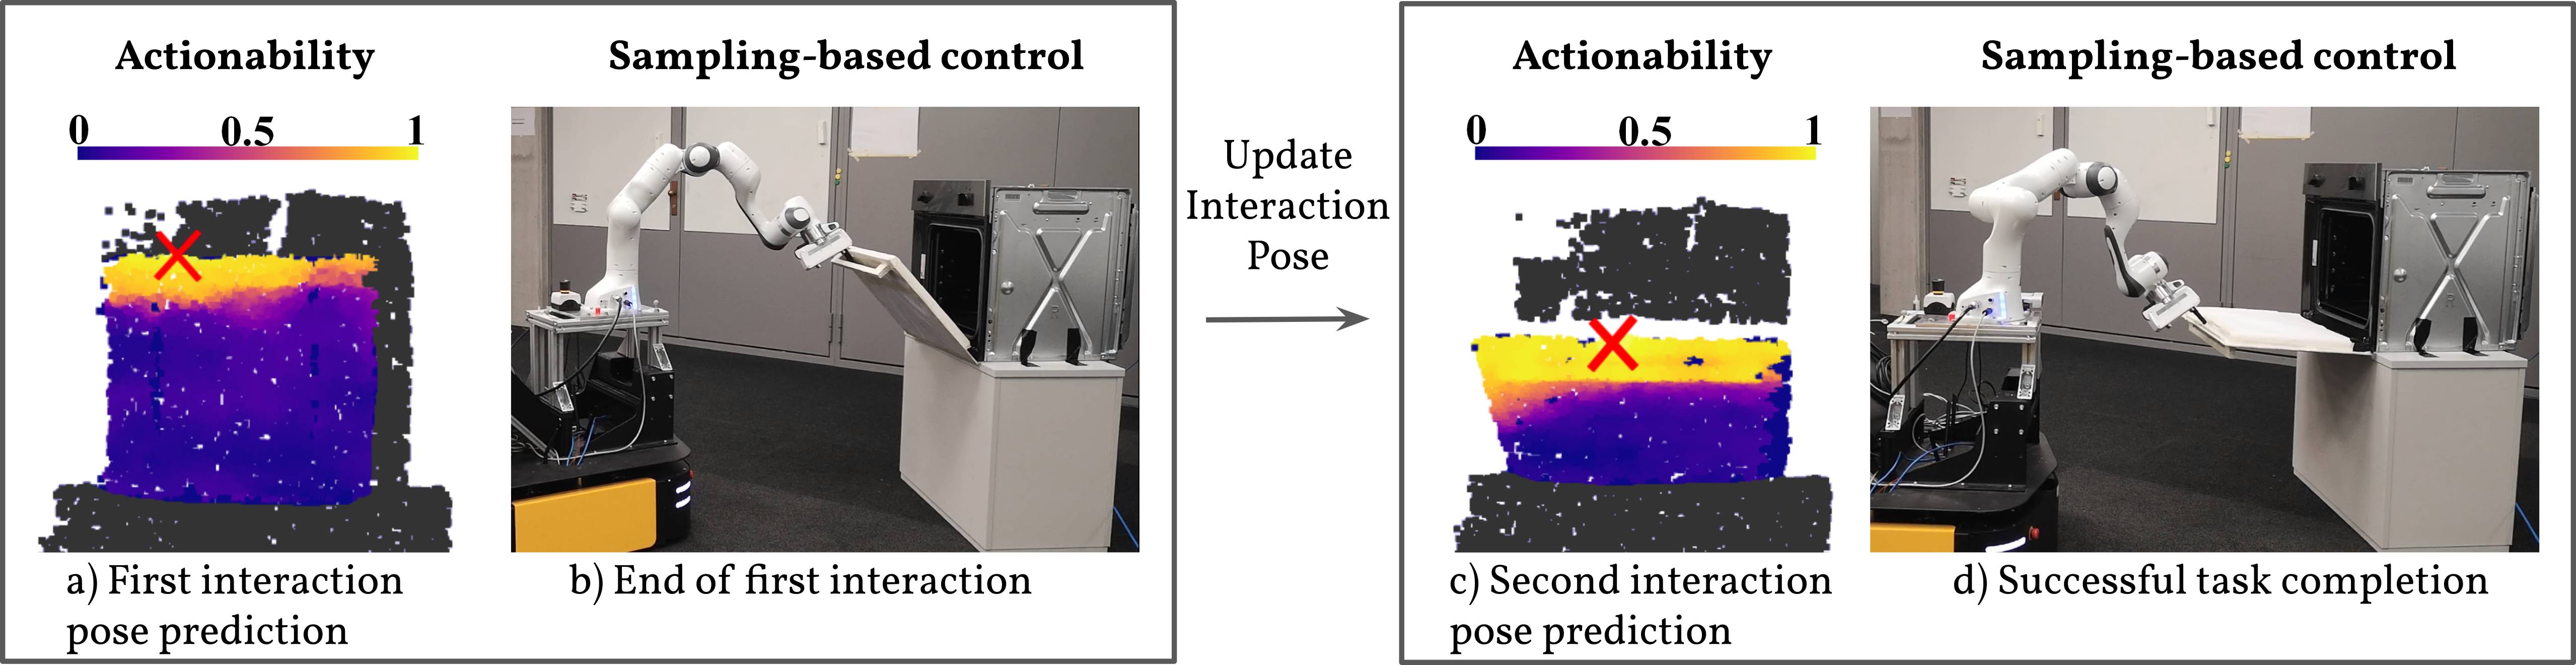 Actionability
0 0.5 1
a) First interaction
pose prediction
Sampling-based control
b) End of first interaction
Update
Interaction
Pose
Actionability
0 0.5 1
c) Second interaction
pose prediction
Sampling-based control
d) Successful task completion